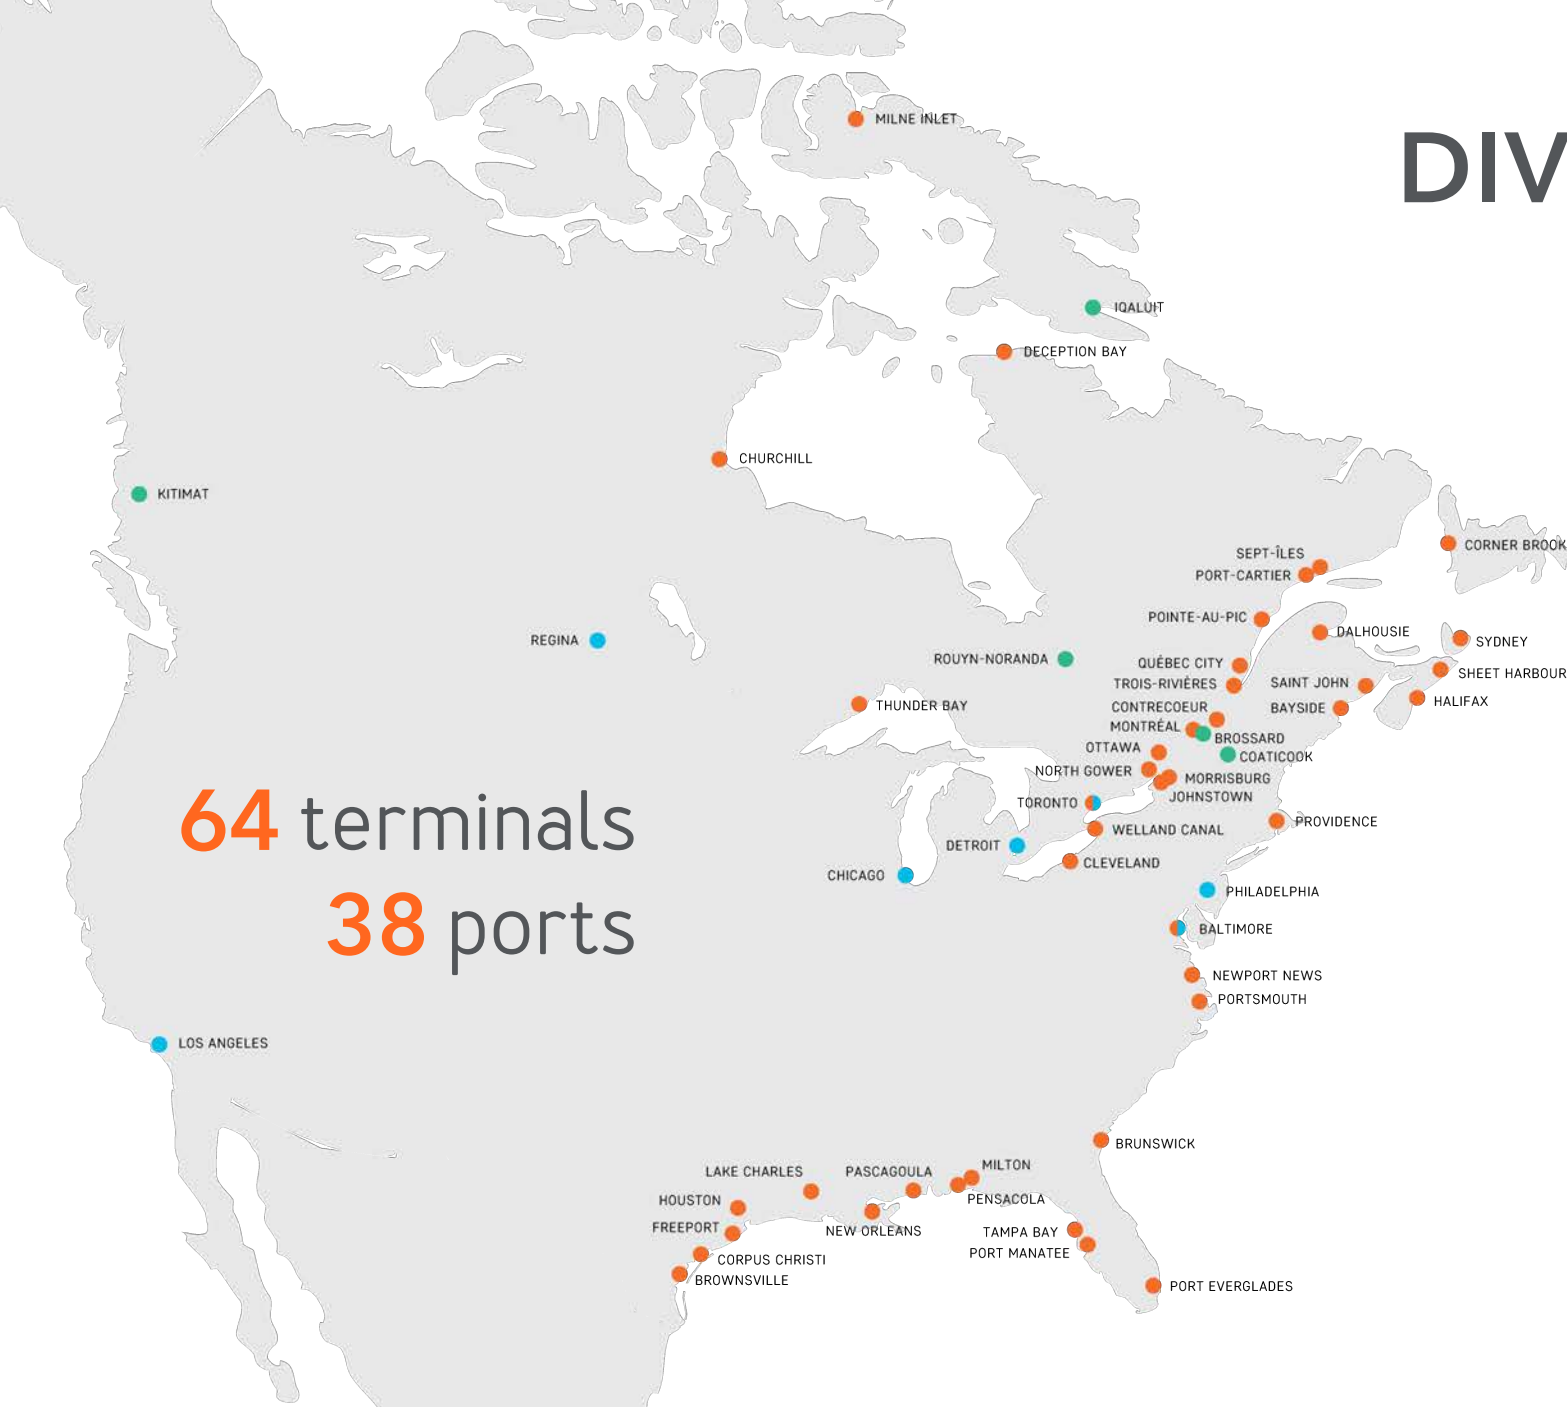 MILNE INLET
DIV
IQALUIT
DECEPTION BAY
CHURCHILL
KITIMAT
CORNER BROOK
SEPT-ÎLES
PORT-CARTIER
POINTE-AU-PIC
DALHOUSIE
SYDNEY
REGINA
ROUYN-NORANDA
QUÉBEC CITY
SHEET HARBOUR
TROIS-RIVIÈRES
SAINT JOHN
HALIFAX
THUNDER BAY
CONTRECOEUR
BAYSIDE
MONTRÉAL
BROSSARD
OTTAWA
COATICOOK
NORTH GOWER
MORRISBURG
JOHNSTOWN
TORONTO
64 terminals
PROVIDENCE
WELLAND CANAL
DETROIT
CLEVELAND
CHICAGO
PHILADELPHIA
38 ports
BALTIMORE
NEWPORT NEWS
PORTSMOUTH
LOS ANGELES
BRUNSWICK
MILTON
LAKE CHARLES
PASCAGOULA
HOUSTON
PENSACOLA
FREEPORT
NEW ORLEANS
TAMPA BAY
PORT MANATEE
CORPUS CHRISTI
BROWNSVILLE
PORT EVERGLADES